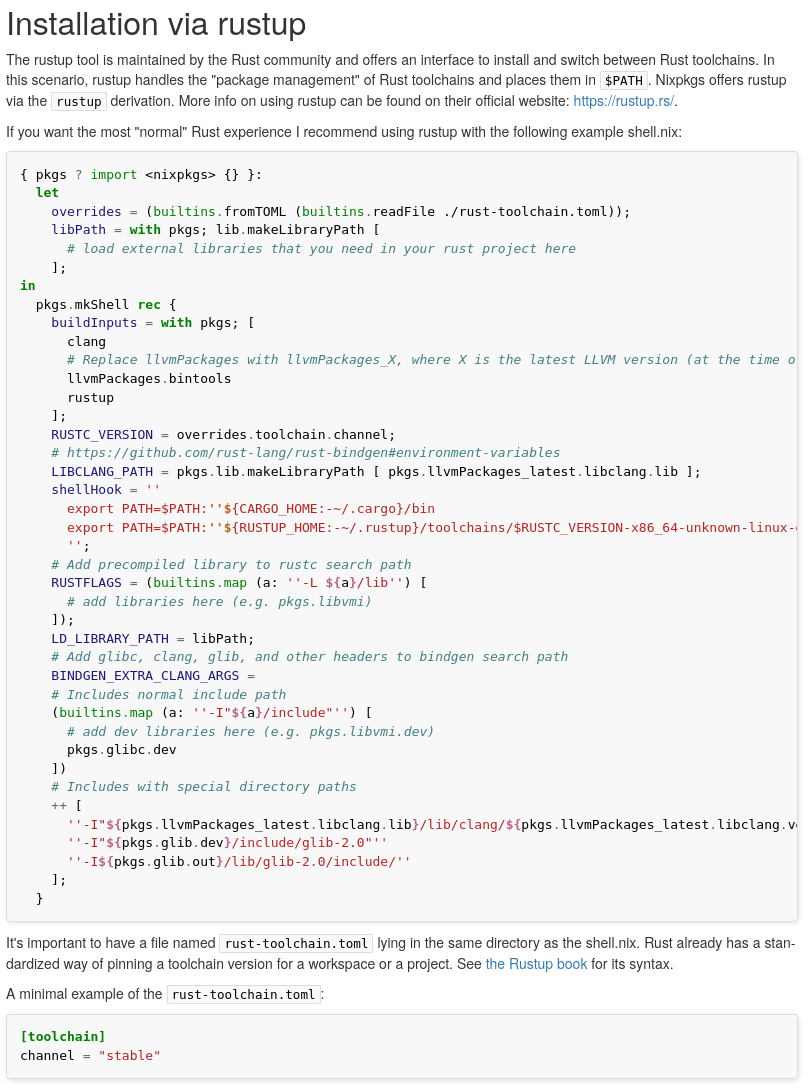 Installation via rustup
The rustup tool is maintained by the Rust community and offers an interface to install and switch between Rust toolchains. In
this scenario, rustup handles the "package management" of Rust toolchains and places them in $PATH. Nixpkgs offers rustup
via the rustup derivation. More info on using rustup can be found on their official website: https://rustup.rs/.
If you want the most "normal" Rust experience I recommend using rustup with the following example shell.nix:
{ pkgs ? import <nixpkgs> {} }:
  let
    overrides = (builtins.fromTOML (builtins.readFile ./rust-toolchain.toml));
    libPath = with pkgs; lib.makeLibraryPath [
      # load external libraries that you need in your rust project here
    ];
in
  pkgs.mkShell rec {
    buildInputs = with pkgs; [
      clang
      # Replace llvmPackages with llvmPackages_X, where X is the latest LLVM version (at the time o
      llvmPackages.bintools
      rustup
    ];
    RUSTC_VERSION = overrides.toolchain.channel;
    # https://github.com/rust-lang/rust-bindgen#environment-variables
    LIBCLANG_PATH = pkgs.lib.makeLibraryPath [ pkgs.llvmPackages_latest.libclang.lib ];
    shellHook = ''
      export PATH=$PATH:''${CARGO_HOME:-~/.cargo}/bin
      export PATH=$PATH:''${RUSTUP_HOME:-~/.rustup}/toolchains/$RUSTC_VERSION-x86_64-unknown-linux-
      '';
    # Add precompiled library to rustc search path
    RUSTFLAGS = (builtins.map (a: ''-L ${a}/lib'') [
      # add libraries here (e.g. pkgs.libvmi)
    ]);
    LD_LIBRARY_PATH = libPath;
    # Add glibc, clang, glib, and other headers to bindgen search path
    BINDGEN_EXTRA_CLANG_ARGS =
    # Includes normal include path
    (builtins.map (a: ''-I"${a}/include"'') [
      # add dev libraries here (e.g. pkgs.libvmi.dev)
      pkgs.glibc.dev
    ])
    # Includes with special directory paths
    ++ [
      ''-I"${pkgs.llvmPackages_latest.libclang.lib}/lib/clang/${pkgs.llvmPackages_latest.libclang.v
      ''-I"${pkgs.glib.dev}/include/glib-2.0"''
      ''-I${pkgs.glib.out}/lib/glib-2.0/include/''
    ];
  }
It's important to have a file named rust-toolchain.toml lying in the same directory as the shell.nix. Rust already has a stan-
dardized way of pinning a toolchain version for a workspace or a project. See the Rustup book for its syntax.
A minimal example of the rust-toolchain.toml:
[toolchain]
channel = "stable"